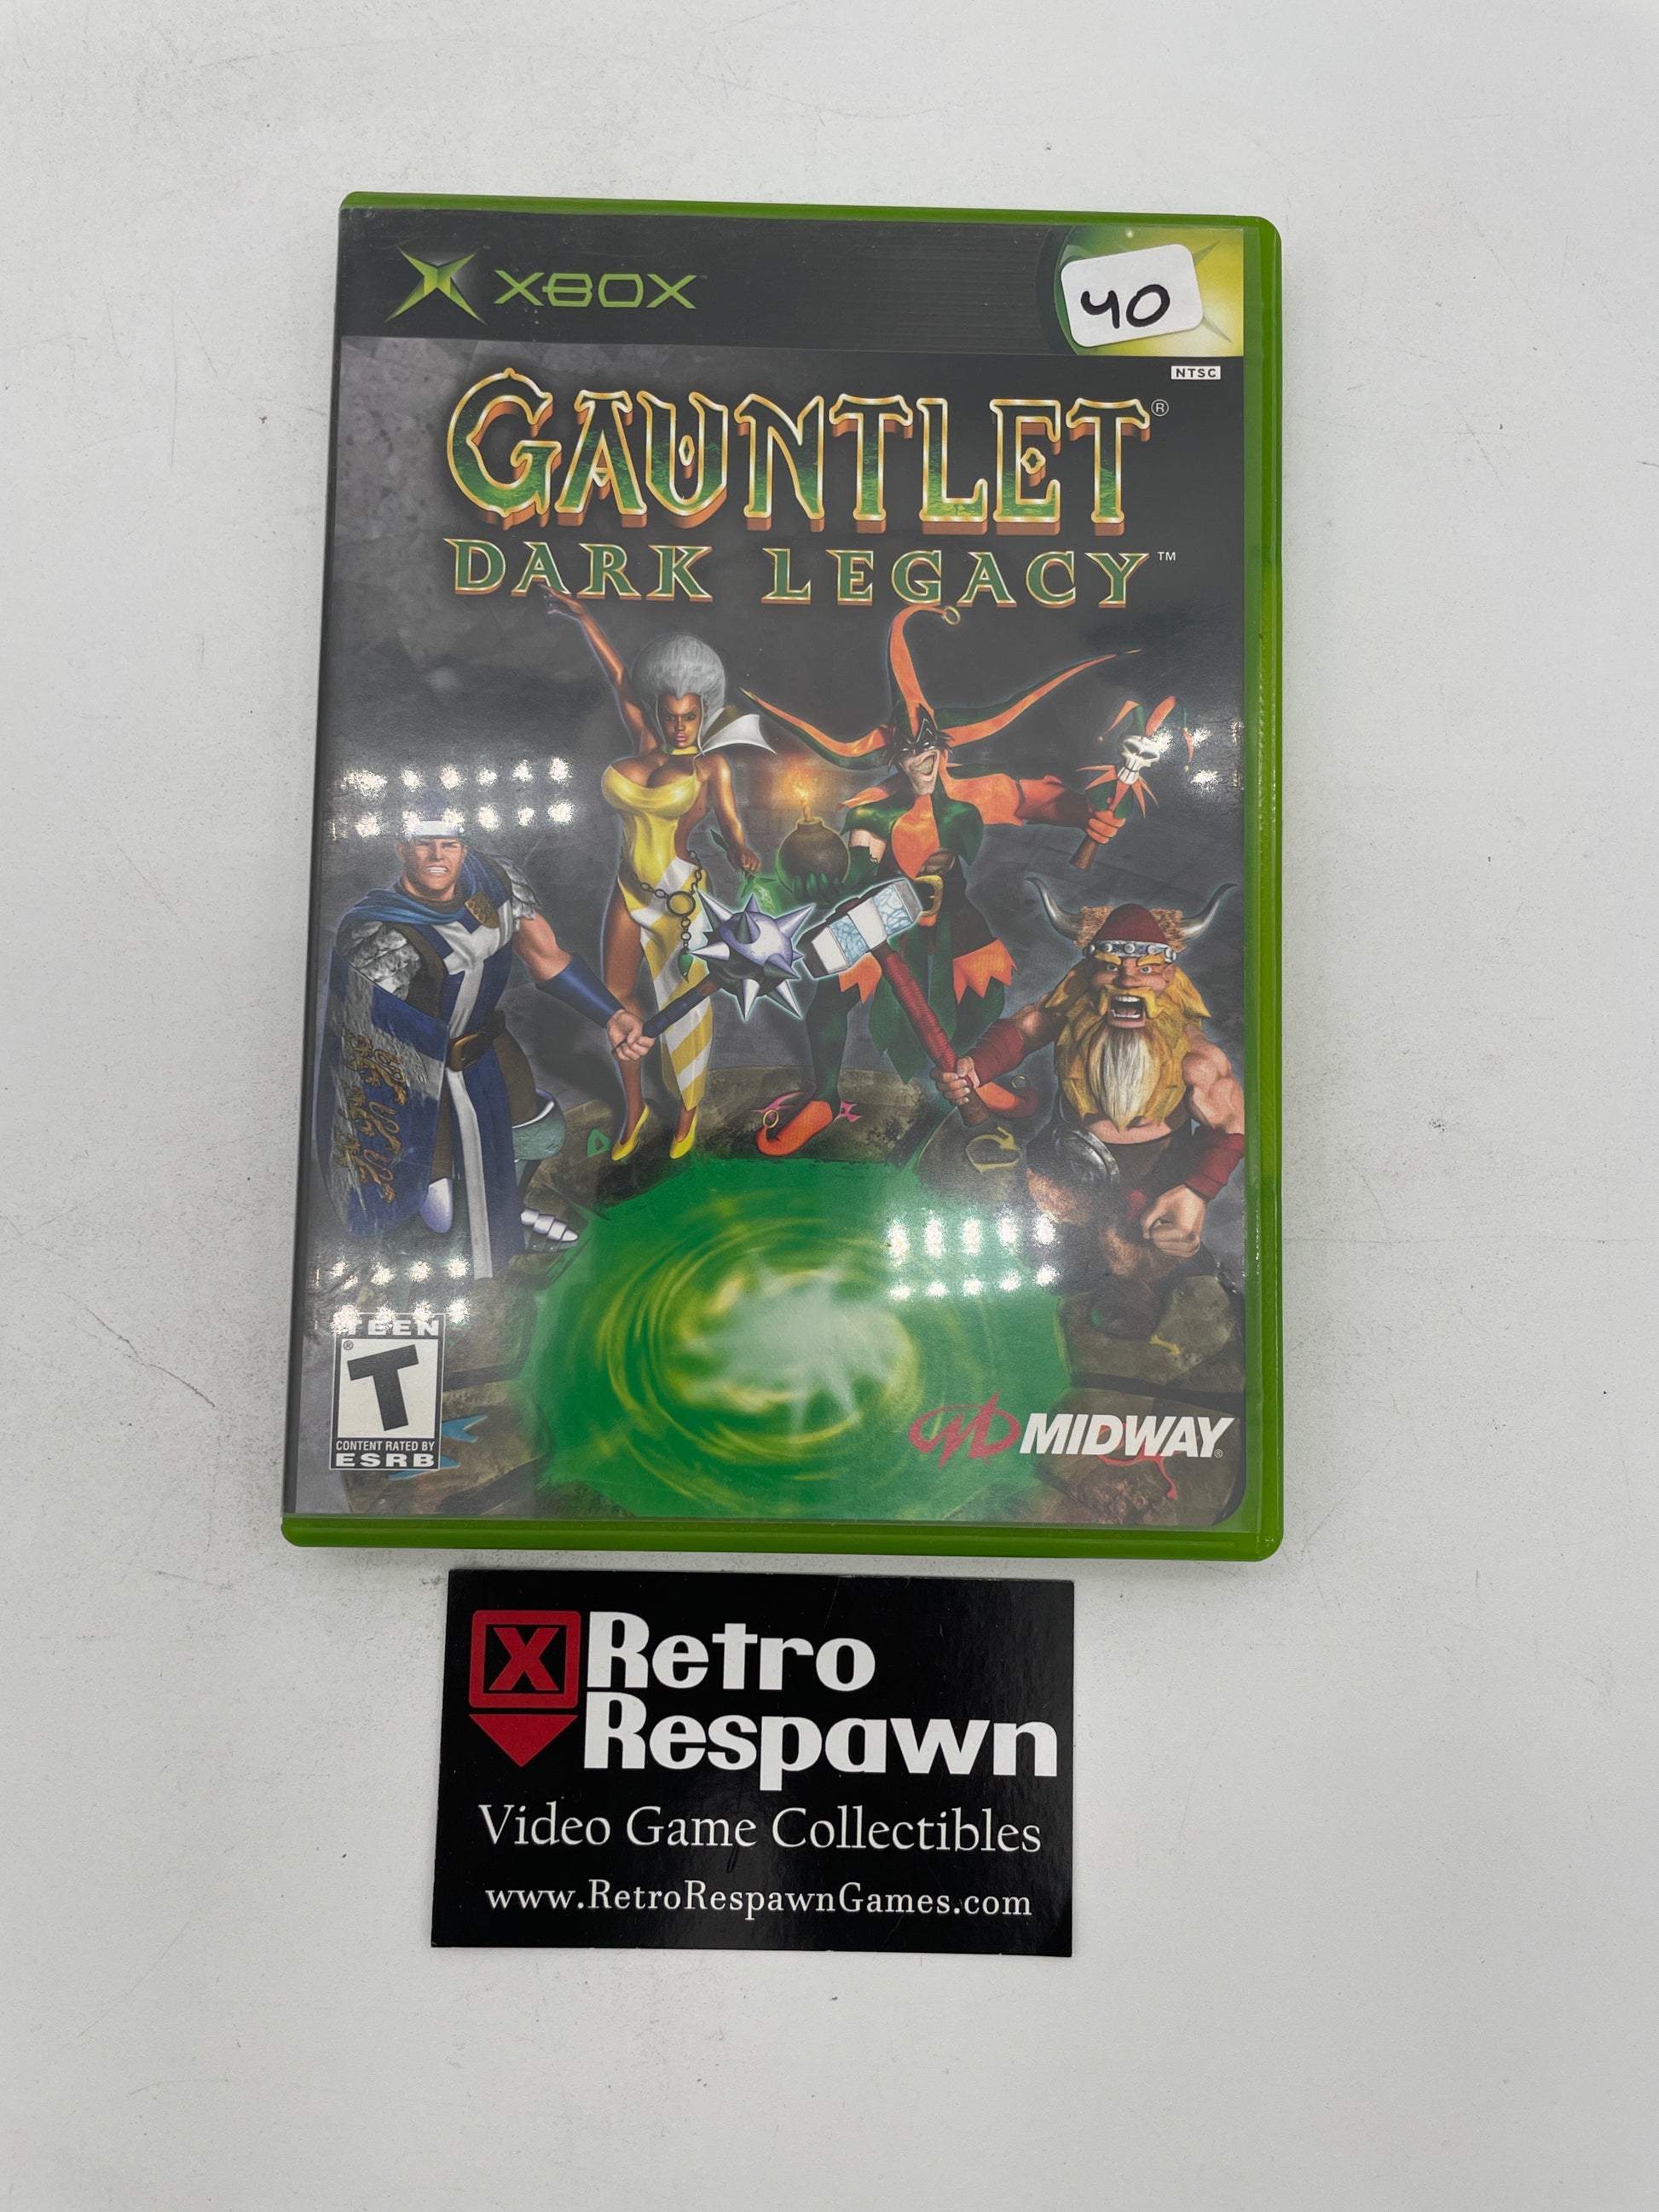 XBOX
40
NTSC
GAUNTLET®
DARK LEGACY™
TEEN
T®
CONTENT RATED BY
ESRB
MIDWAY®
X Retro
Respawn
Video Game Collectibles
www.RetroRespawnGames.com